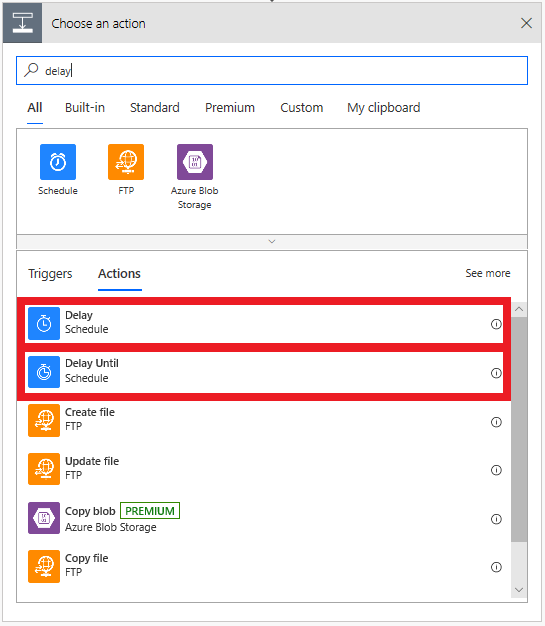 Choose an action
delay
All Built-in Standard Premium Custom My clipboard
Schedule FTP Azure Blob
Storage
Triggers Actions See more
Delay
Schedule
Delay Until
Schedule
Create file
FTP
Update file
FTP
Copy blob PREMIUM
Azure Blob Storage
Copy file
FTP